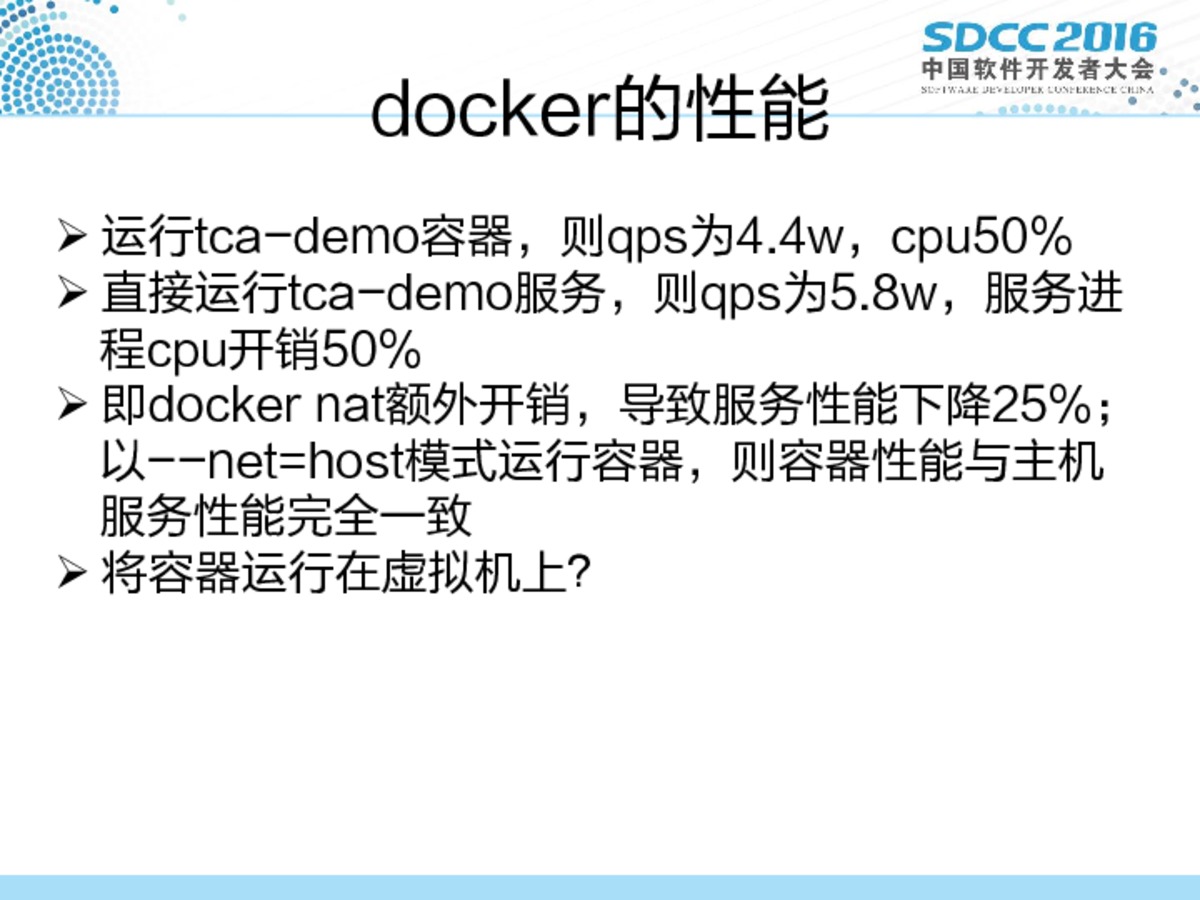 SDCC 2016
中国软件开发者大会
SOFTWARE DEVELOPER CONFERENCE CHINA
docker的性能
运行tca-demo容器，则qps为4.4w，cpu50%
直接运行tca-demo服务，则qps为5.8w，服务进
程cpu开销50%
即docker nat额外开销，导致服务性能下降25%；
以--net=host模式运行容器，则容器性能与主机
服务性能完全一致
将容器运行在虚拟机上?